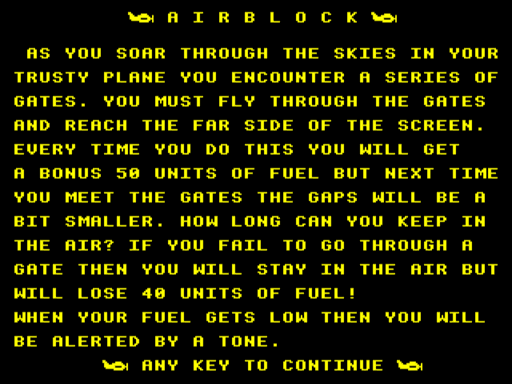 A I R B L O C K
AS YOU SOAR THROUGH THE SKIES IN YOUR
TRUSTY PLANE YOU ENCOUNTER A SERIES OF
GATES. YOU MUST FLY THROUGH THE GATES
AND REACH THE FAR SIDE OF THE SCREEN.
EVERY TIME YOU DO THIS YOU WILL GET
A BONUS 50 UNITS OF FUEL BUT NEXT TIME
YOU MEET THE GATES THE GAPS WILL BE A
BIT SMALLER. HOW LONG CAN YOU KEEP IN
THE AIR? IF YOU FAIL TO GO THROUGH A
GATE THEN YOU WILL STAY IN THE AIR BUT
WILL LOSE 40 UNITS OF FUEL!
WHEN YOUR FUEL GETS LOW THEN YOU WILL
BE ALERTED BY A TONE.
ANY KEY TO CONTINUE